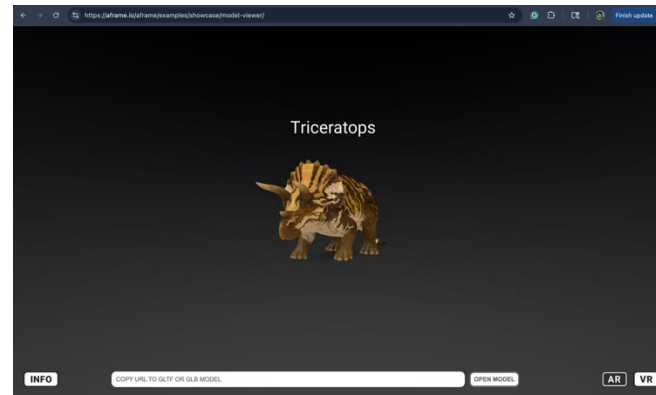 https://aframe.io/aframe/examples/showcase/model-viewer/
Finish update
Triceratops
INFO
COPY URL TO GLTF OR GLB MODEL
OPEN MODEL
AR
VR